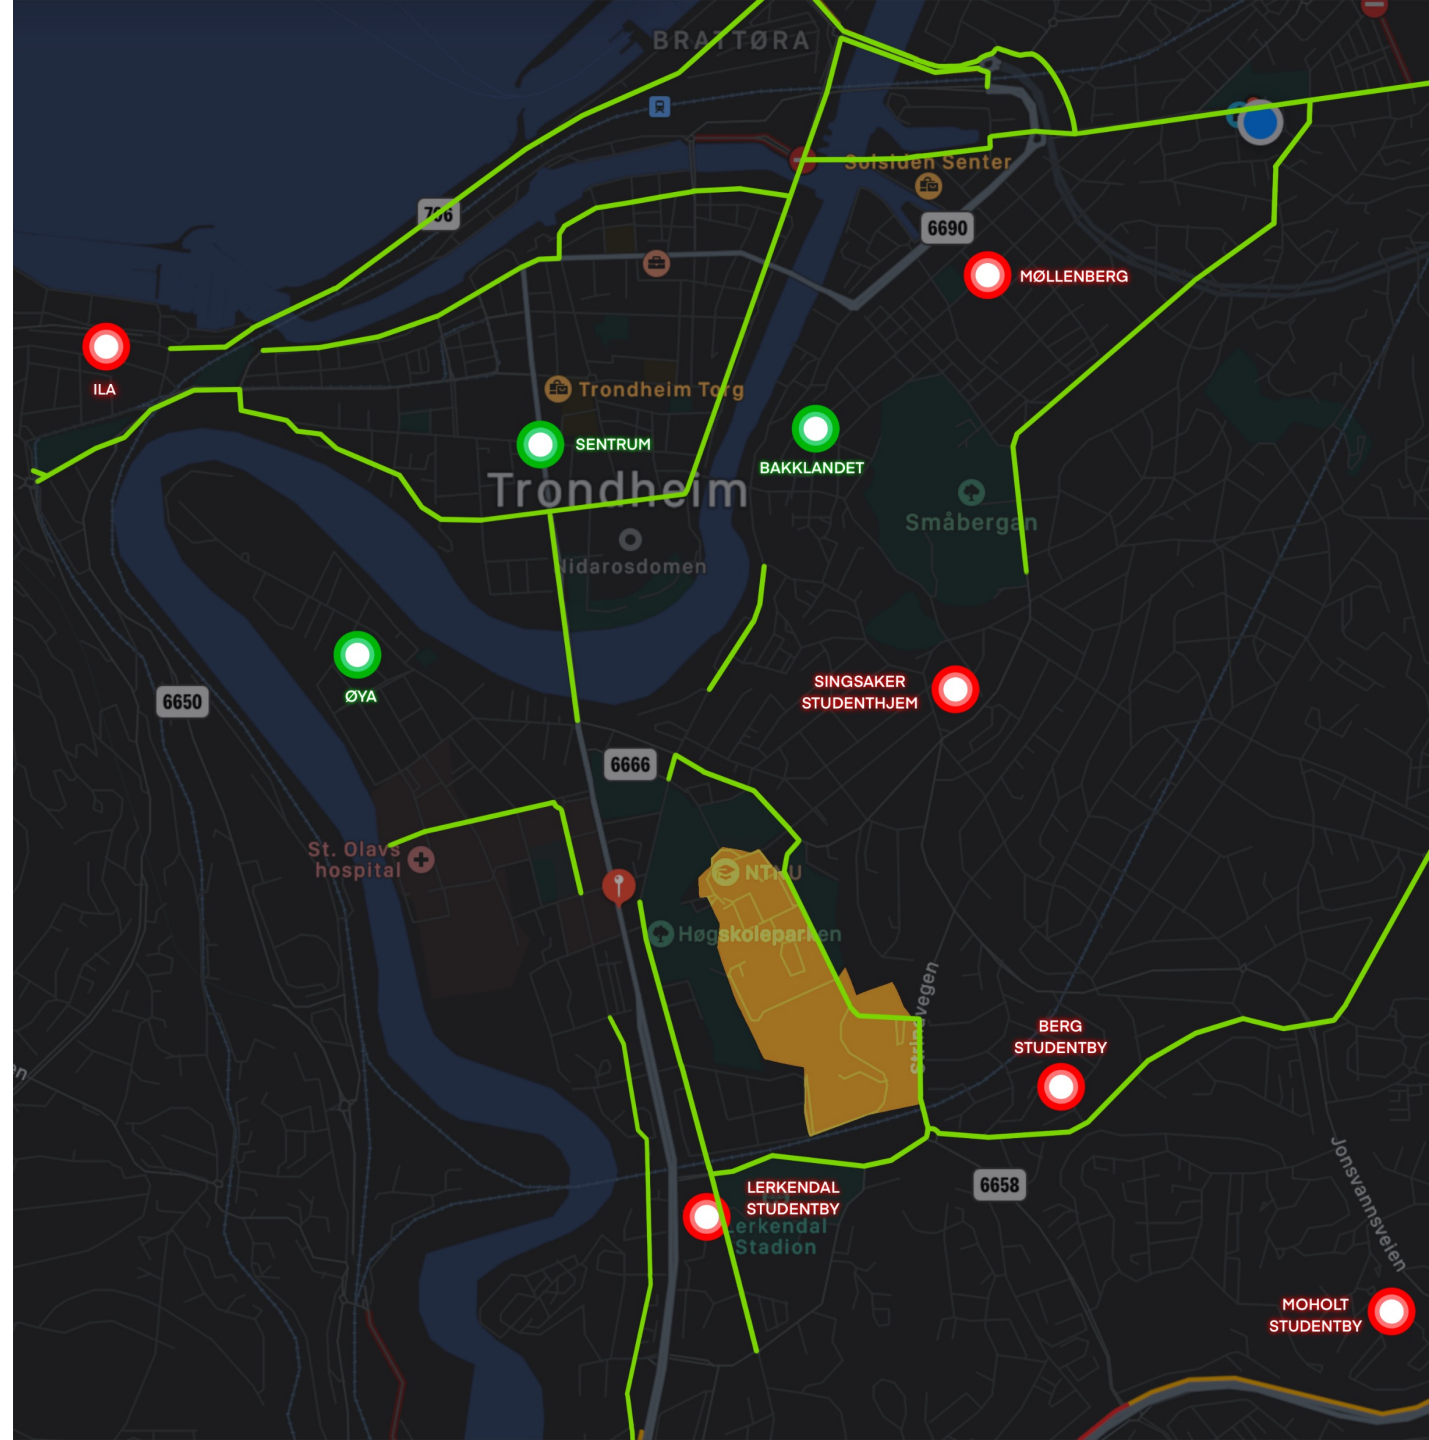 BRATTØRA
Solsiden Senter
706
6690
MØLLENBERG
ILA
Trondheim Torg
SENTRUM
BAKKLANDET
Trondheim
Småbergan
Nidarosdomen
ØYA
6650
SINGSAKER
STUDENTHJEM
6666
St. Olavs
hospital
NTNU
Høgskoleparken
Strindvegen
BERG
STUDENTBY
6658
LERKENDAL
STUDENTBY
Lerkendal
Stadion
Jonsvannsveien
MOHOLT
STUDENTBY